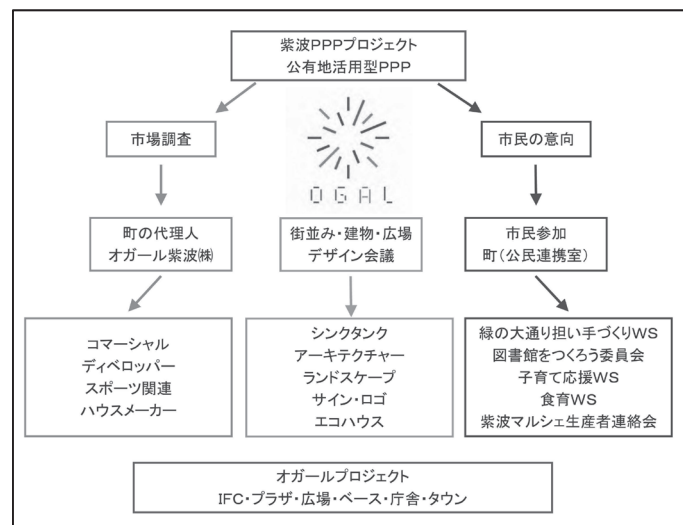 紫波PPPプロジェクト
公有地活用型PPP
市場調査
OGAL
市民の意向
町の代理人
オガール紫波㈱
街並み・建物・広場
デザイン会議
市民参加
町(公民連携室)
コマーシャル
ディベロッパー
スポーツ関連
ハウスメーカー
シンクタンク
アーキテクチャー
ランドスケープ
サイン・ロゴ
エコハウス
緑の大通り担い手づくりWS
図書館をつくろう委員会
子育て応援WS
食育WS
紫波マルシェ生産者連絡会
オガールプロジェクト
IFC・プラザ・広場・ベース・庁舎・タウン